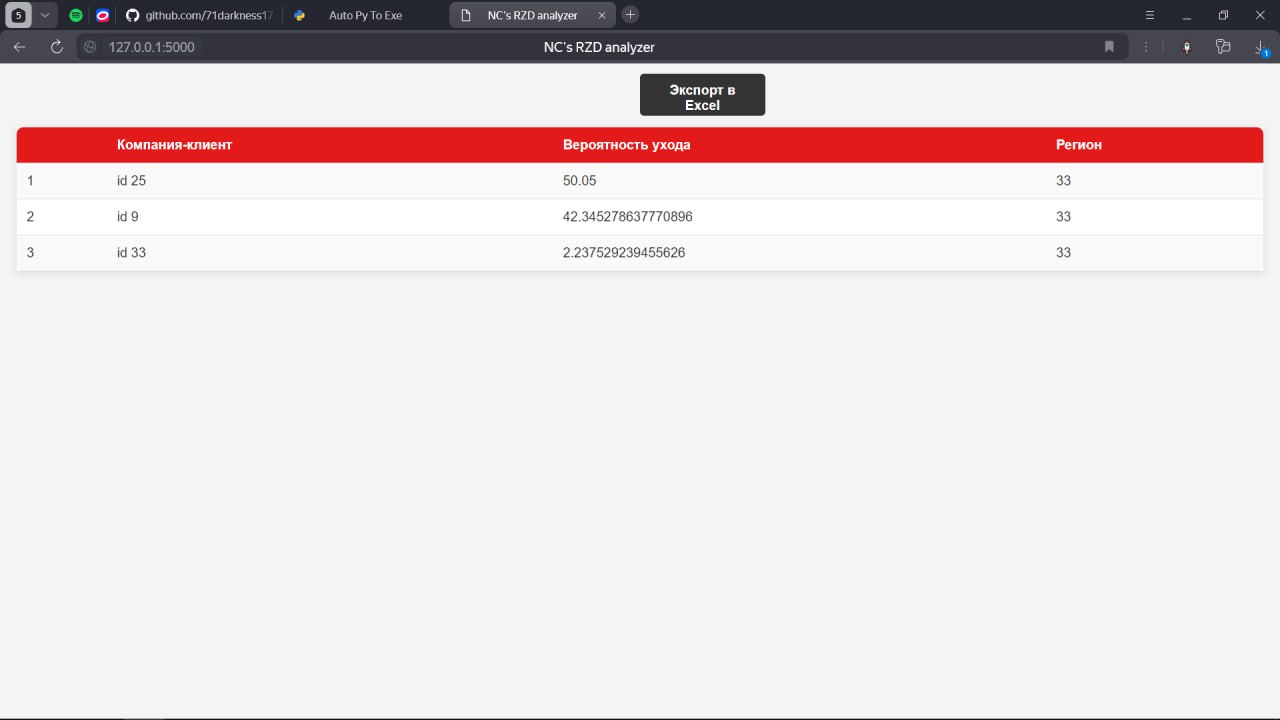 5
github.com/71darkness17
Auto Py To Exe
NC's RZD analyzer
127.0.0.1:5000
NC's RZD analyzer
1
Экспорт в
Excel
Компания-клиент Вероятность ухода Регион
1 id 25 50.05 33
2 id 9 42.345278637770896 33
3 id 33 2.237529239455626 33